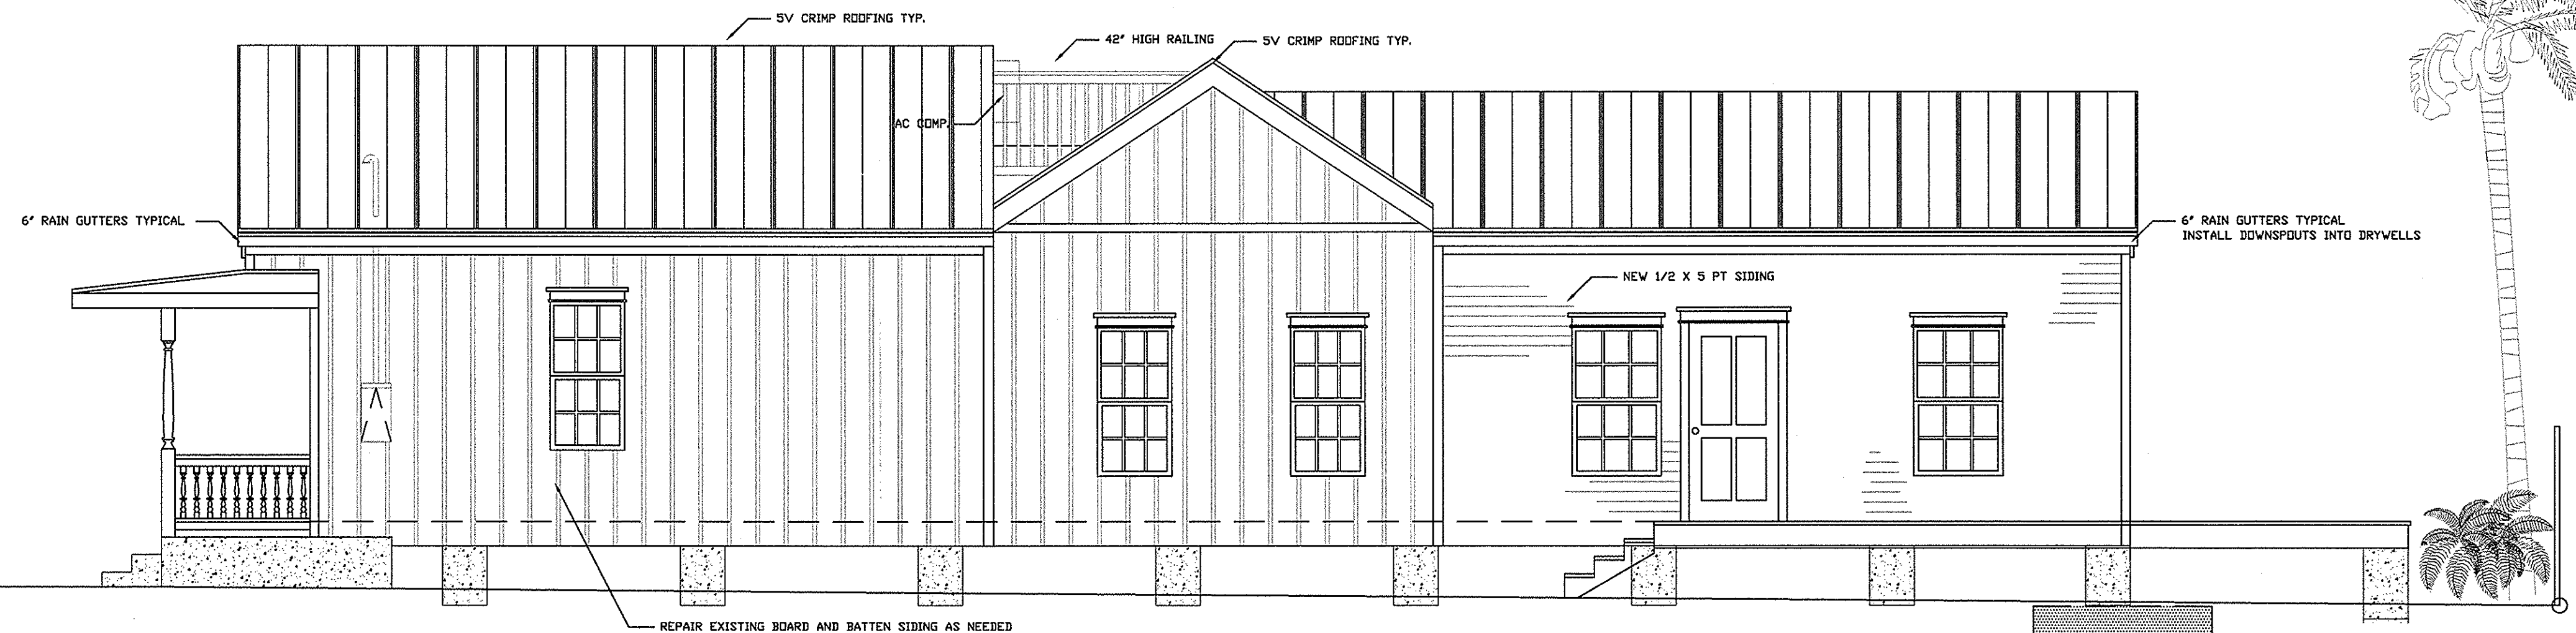 5V CRIMP ROOFING TYP.
42" HIGH RAILING
5V CRIMP ROOFING TYP.
AC COMP.
6" RAIN GUTTERS TYPICAL
6" RAIN GUTTERS TYPICAL
INSTALL DOWNSPOUTS INTO DRYWELLS
NEW 1/2 X 5 PT SIDING
REPAIR EXISTING BOARD AND BATTEN SIDING AS NEEDED